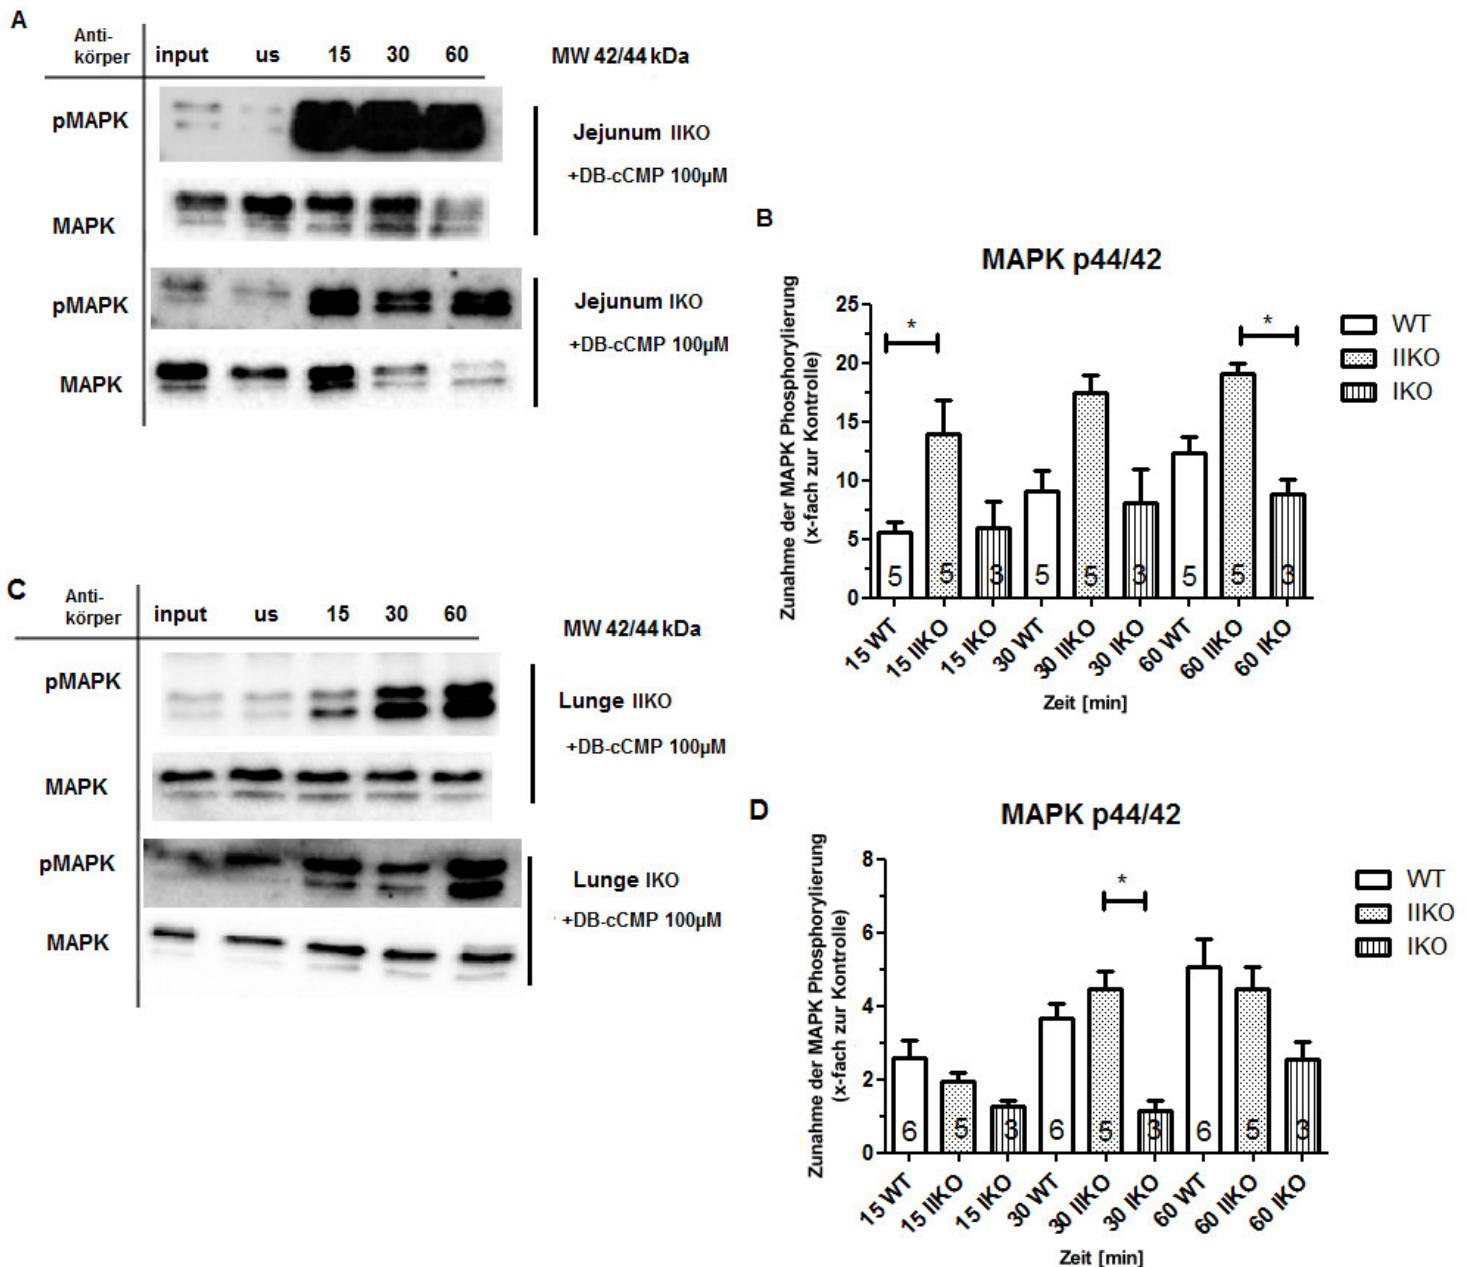 A
Anti-
körper input us 15 30 60 MW 42/44 kDa
pMAPK
Jejunum IIKO
+DB-cCMP 100µM
MAPK
pMAPK
Jejunum IKO
+DB-cCMP 100µM
MAPK
B
MAPK p44/42
Zunahme der MAPK Phosphorylierung
(x-fach zur Kontrolle)
25
20
15
10
5
0
* *
WT
IIKO
IKO
5 5 3 5 5 3 5 5 3
15 WT 15 IIKO 15 IKO 30 WT 30 IIKO 30 IKO 60 WT 60 IIKO 60 IKO
Zeit [min]
C
Anti-
körper input us 15 30 60 MW 42/44 kDa
pMAPK
Lunge IIKO
+DB-cCMP 100µM
MAPK
pMAPK
Lunge IKO
+DB-cCMP 100µM
MAPK
D
MAPK p44/42
Zunahme der MAPK Phosphorylierung
(x-fach zur Kontrolle)
8
6
4
2
0
*
WT
IIKO
IKO
6 5 3 6 5 3 6 5 3
15 WT 15 IIKO 15 IKO 30 WT 30 IIKO 30 IKO 60 WT 60 IIKO 60 IKO
Zeit [min]